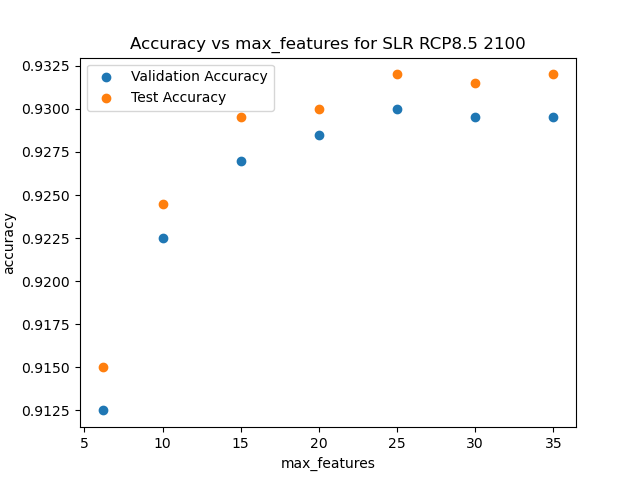 Accuracy vs max_features for SLR RCP8.5 2100
Validation Accuracy
Test Accuracy
0.9325
0.9300
0.9275
0.9250
0.9225
0.9200
0.9175
0.9150
0.9125
accuracy
5 10 15 20 25 30 35
max_features